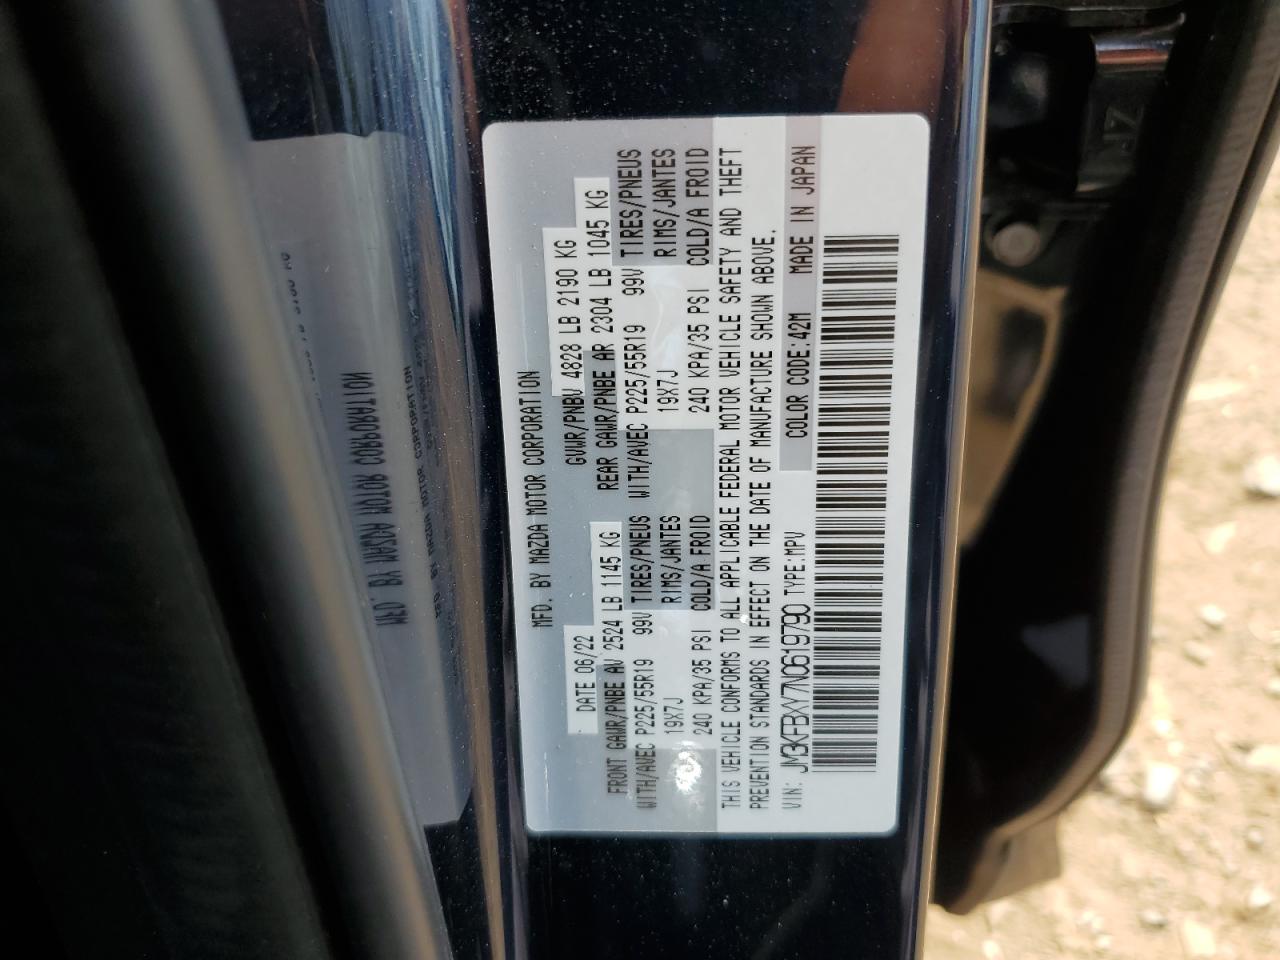 MFD. BY MAZDA MOTOR CORPORATION
DATE 06/22 GVWR/PNBV 4828 LB 2190 KG
FRONT GAWR/PNBE AV 2524 LB 1145 KG REAR GAWR/PNBE AR 2304 LB 1045 KG
WITH/AVEC P225/55R19 99V TIRES/PNEUS WITH/AVEC P225/55R19 99V TIRES/PNEUS
19X7J RIMS/JANTES 19X7J RIMS/JANTES
240 KPA/35 PSI COLD/A FROID 240 KPA/35 PSI COLD/A FROID
THIS VEHICLE CONFORMS TO ALL APPLICABLE FEDERAL MOTOR VEHICLE SAFETY AND THEFT
PREVENTION STANDARDS IN EFFECT ON THE DATE OF MANUFACTURE SHOWN ABOVE.
VIN: JM3KFBXY7N0619790 TYPE:MPV COLOR CODE:42M MADE IN JAPAN